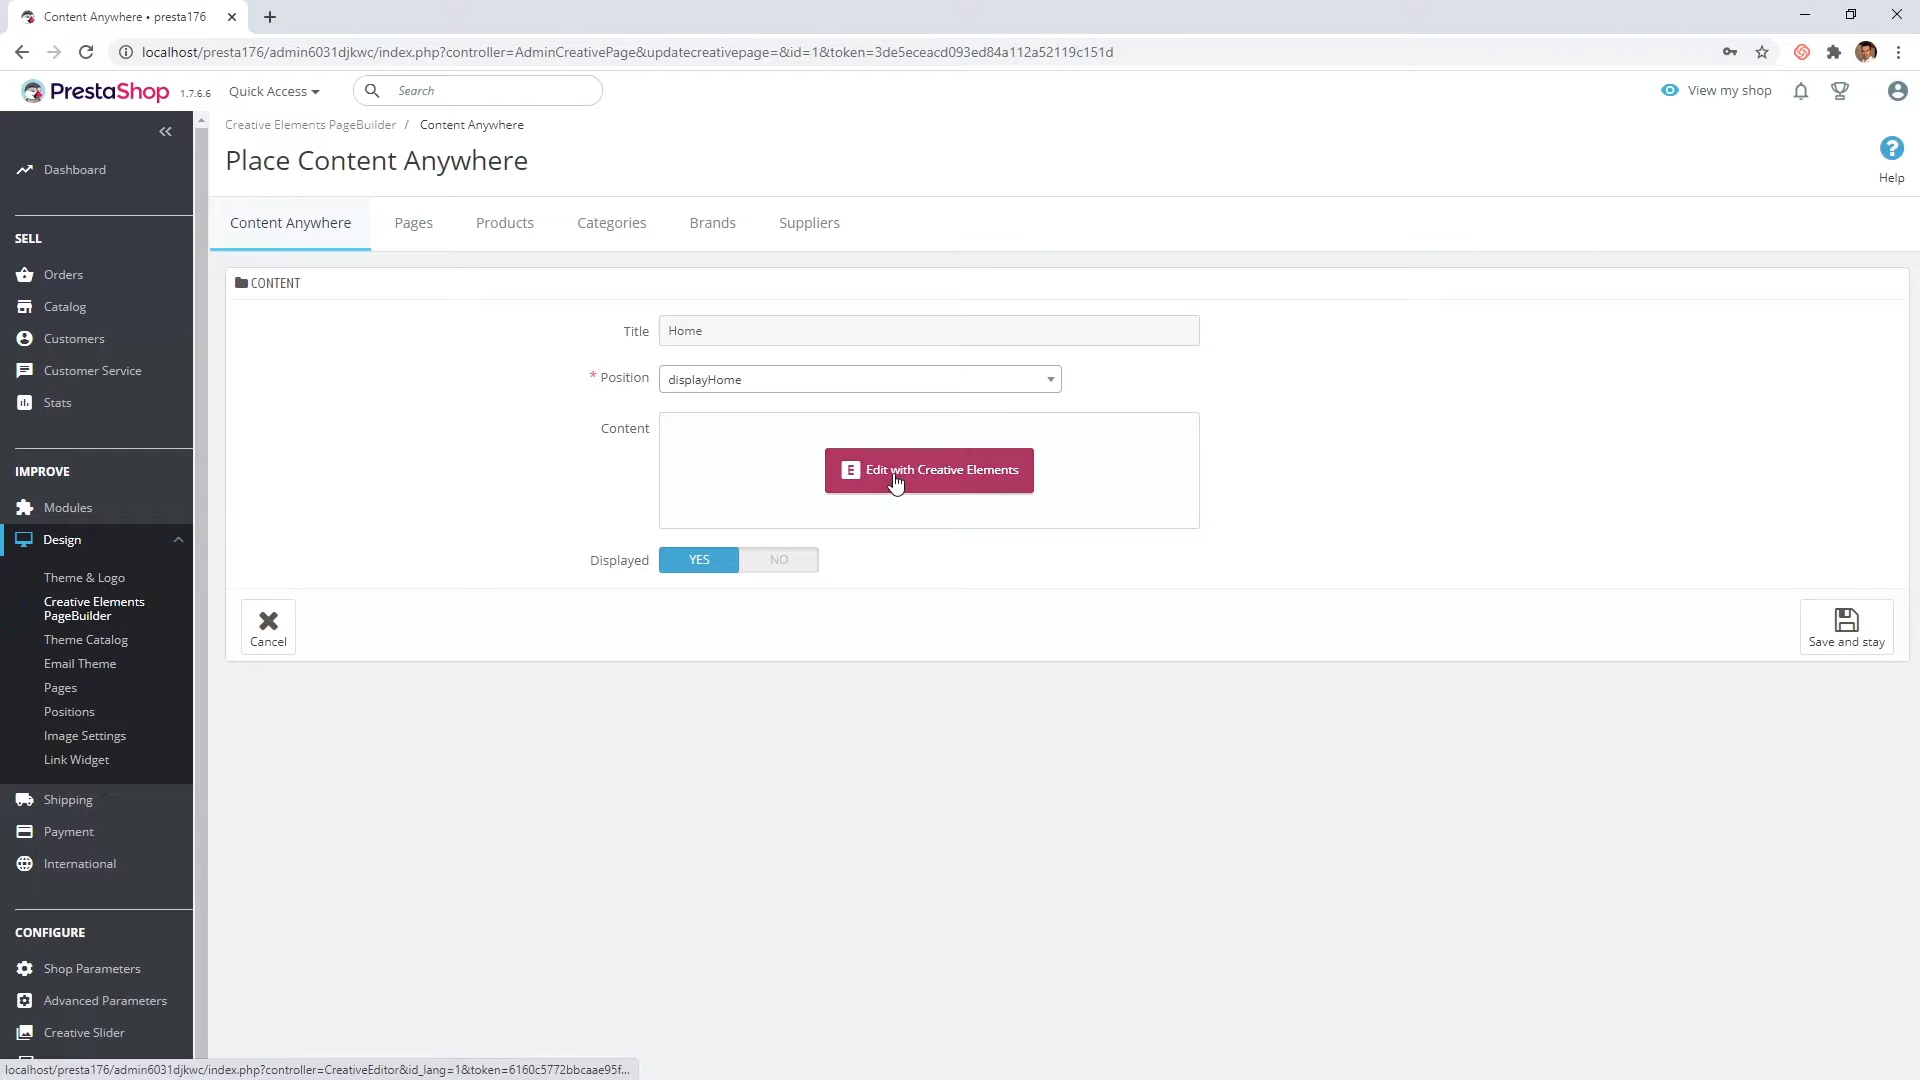 Content Anywhere • presta176
localhost/presta176/admin6031djkwc/index.php?controller=AdminCreativePage&updatecreativepage=&id=1&token=3de5eceacd093ed84a112a52119c151d
PrestaShop 1.7.6.6 Quick Access Search View my shop
Creative Elements PageBuilder / Content Anywhere
Place Content Anywhere
Help
Content Anywhere Pages Products Categories Brands Suppliers
CONTENT
Title Home
* Position displayHome
Content
E Edit with Creative Elements
Displayed YES NO
Cancel
Save and stay
Dashboard
SELL
Orders
Catalog
Customers
Customer Service
Stats
IMPROVE
Modules
Design
Theme & Logo
Creative Elements
PageBuilder
Theme Catalog
Email Theme
Pages
Positions
Image Settings
Link Widget
Shipping
Payment
International
CONFIGURE
Shop Parameters
Advanced Parameters
Creative Slider
localhost/presta176/admin6031djkwc/index.php?controller=CreativeEditor&id_lang=1&token=6160c5772bbcaae95f...